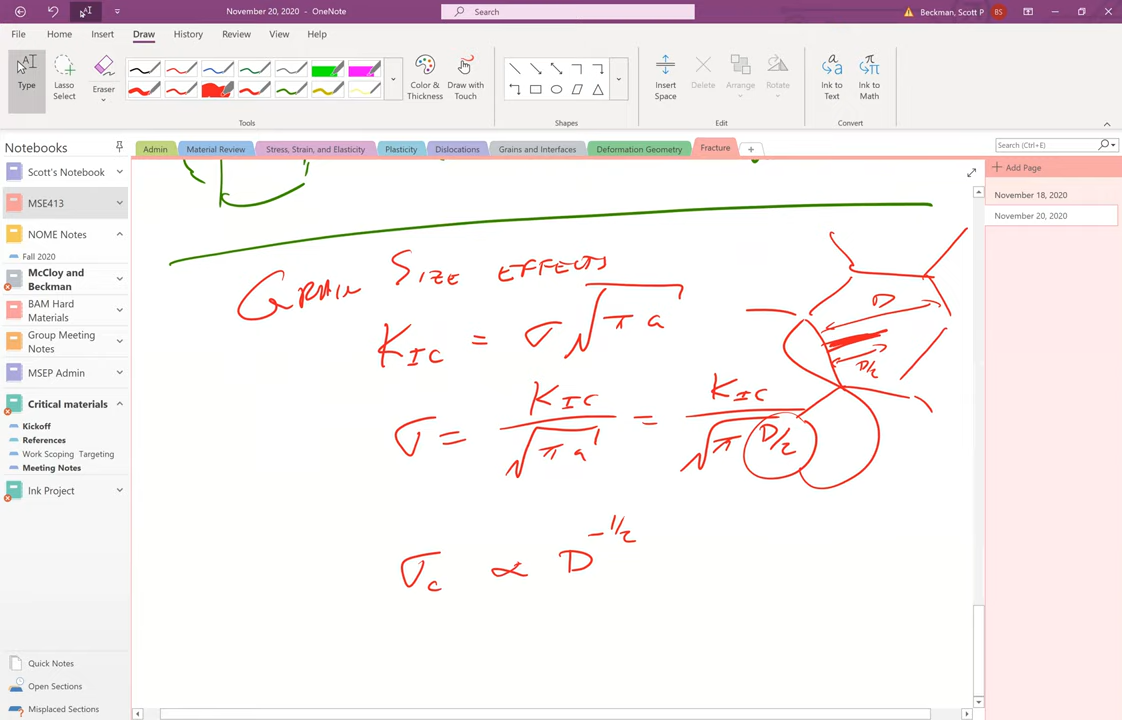 November 20, 2020 - OneNote
Search
Beckman, Scott P
BS
File
Home
Insert
Draw
History
Review
View
Help
Type
Lasso
Select
Eraser
Color &
Thickness
Draw with
Touch
Insert
Space
Delete
Arrange
Rotate
Ink to
Text
Ink to
Math
Tools
Shapes
Edit
Convert
Notebooks
Admin
Material Review
Stress, Strain, and Elasticity
Plasticity
Dislocations
Grains and Interfaces
Deformation Geometry
Fracture
Search (Ctrl+E)
Scott's Notebook
MSE413
NOME Notes
Fall 2020
McCloy and
Beckman
BAM Hard
Materials
Group Meeting
Notes
MSEP Admin
Critical materials
Kickoff
References
Work Scoping Targeting
Meeting Notes
Ink Project
Quick Notes
Open Sections
Misplaced Sections
Add Page
November 18, 2020
November 20, 2020
GRAIN SIZE EFFECTS
K_IC = σ √(π a)
σ = K_IC / √(π a) = K_IC / √(π D/2)
σ_c ∝ D^(-1/2)
D
D/2